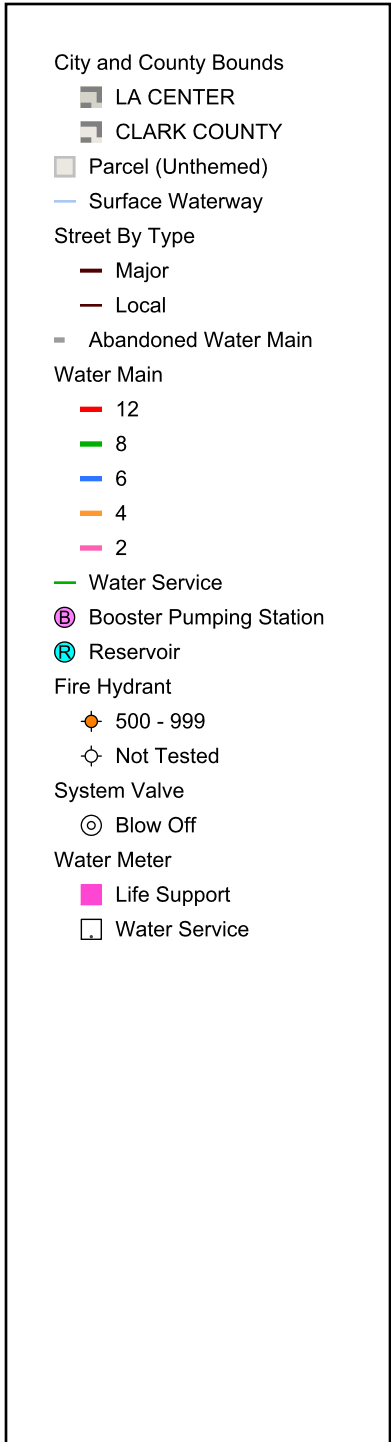 City and County Bounds
LA CENTER
CLARK COUNTY
Parcel (Unthemed)
Surface Waterway
Street By Type
Major
Local
Abandoned Water Main
Water Main
12
8
6
4
2
Water Service
B Booster Pumping Station
R Reservoir
Fire Hydrant
500 - 999
Not Tested
System Valve
Blow Off
Water Meter
Life Support
Water Service